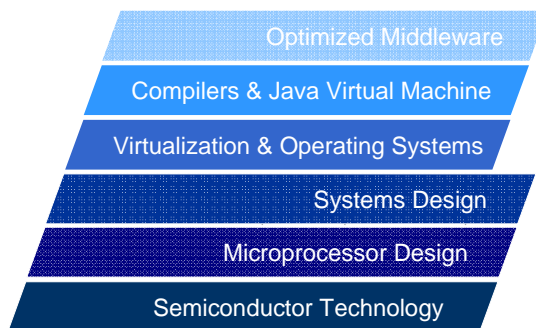 Optimized Middleware
Compilers & Java Virtual Machine
Virtualization & Operating Systems
Systems Design
Microprocessor Design
Semiconductor Technology